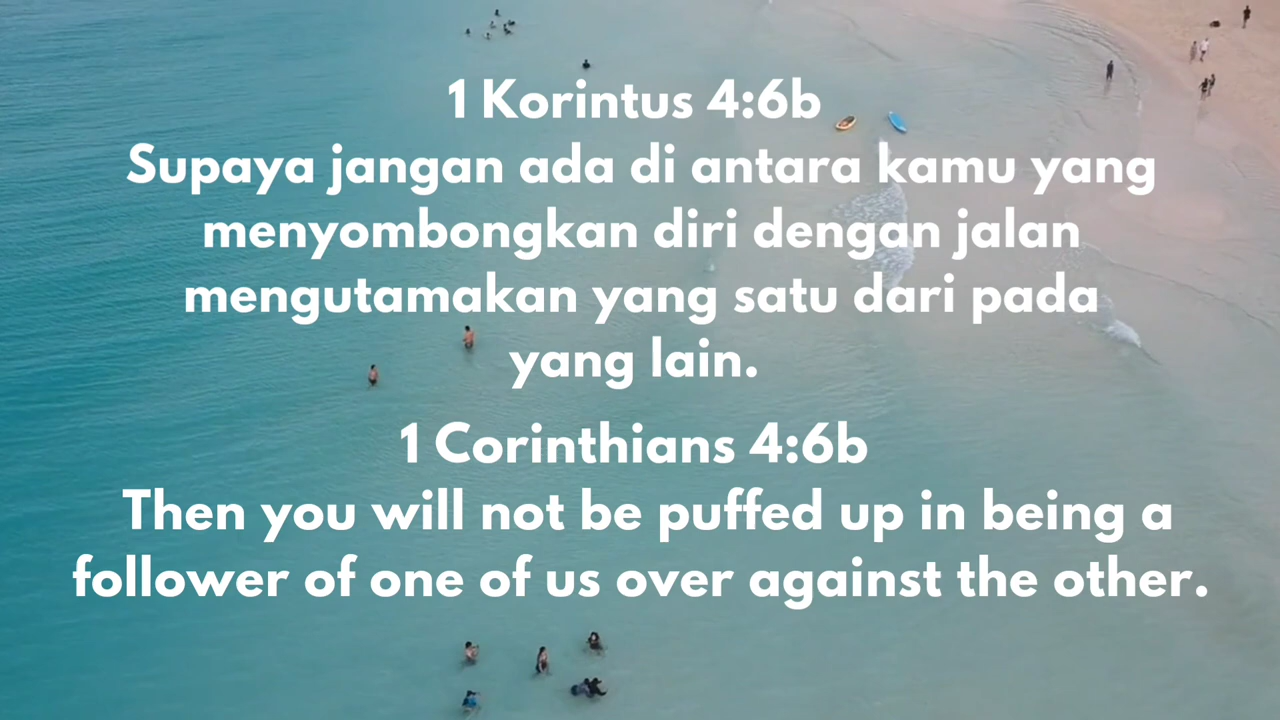 1 Korintus 4:6b
Supaya jangan ada di antara kamu yang
menyombongkan diri dengan jalan
mengutamakan yang satu dari pada
yang lain.
1 Corinthians 4:6b
Then you will not be puffed up in being a
follower of one of us over against the other.